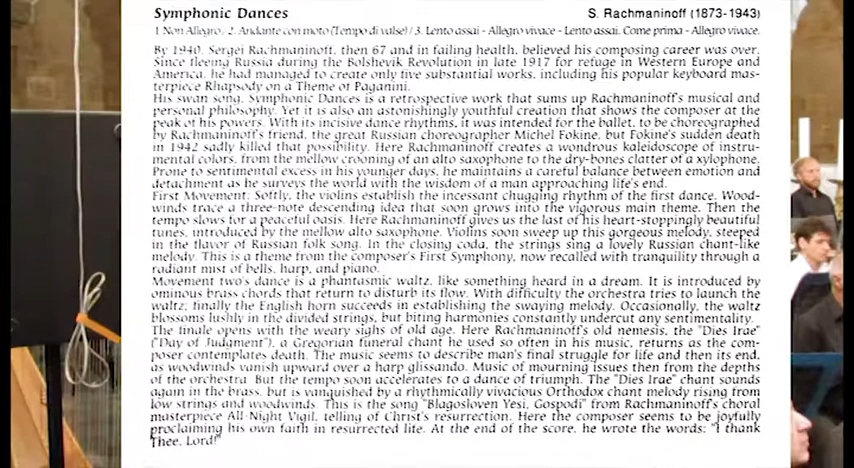 Symphonic Dances S. Rachmaninoff (1873-1943)
1 Non Allegro, 2. Andante con moto (Tempo di valse) / 3. Lento assai - Allegro vivace - Lento assai. Come prima - Allegro vivace.
By 1940, Sergei Rachmaninoff, then 67 and in failing health, believed his composing career was over.
Since fleeing Russia during the Bolshevik Revolution in late 1917 for refuge in Western Europe and
America, he had managed to create only five substantial works, including his popular keyboard mas-
terpiece Rhapsody on a Theme of Paganini.
His swan song, Symphonic Dances is a retrospective work that sums up Rachmaninoff's musical and
personal philosophy. Yet it is also an astonishingly youthful creation that shows the composer at the
peak of his powers. With its incisive dance rhythms, it was intended for the ballet, to be choreographed
by Rachmaninoff's friend, the great Russian choreographer Michel Fokine, but Fokine's sudden death
in 1942 sadly killed that possibility. Here Rachmaninoff creates a wondrous kaleidoscope of instru-
mental colors, from the mellow crooning of an alto saxophone to the dry-bones clatter of a xylophone.
Prone to sentimental excess in his younger days, he maintains a careful balance between emotion and
detachment as he surveys the world with the wisdom of a man approaching life's end.
First Movement: Softly, the violins establish the incessant chugging rhythm of the first dance. Wood-
winds trace a three-note descending idea that soon grows into the vigorous main theme. Then the
tempo slows for a peaceful oasis. Here Rachmaninoff gives us the last of his heart-stoppingly beautiful
tunes, introduced by the mellow alto saxophone. Violins soon sweep up this gorgeous melody, steeped
in the flavor of Russian folk song. In the closing coda, the strings sing a lovely Russian chant-like
melody. This is a theme from the composer's First Symphony, now recalled with tranquility through a
radiant mist of bells, harp, and piano.
Movement two's dance is a phantasmic waltz, like something heard in a dream. It is introduced by
ominous brass chords that return to disturb its flow. With difficulty the orchestra tries to launch the
waltz; finally the English horn succeeds in establishing the swaying melody. Occasionally, the waltz
blossoms lushly in the divided strings, but biting harmonies constantly undercut any sentimentality.
The finale opens with the weary sighs of old age. Here Rachmaninoff's old nemesis, the "Dies Irae"
("Day of Judgment"), a Gregorian funeral chant he used so often in his music, returns as the com-
poser contemplates death. The music seems to describe man's final struggle for life and then its end,
as woodwinds vanish upward over a harp glissando. Music of mourning issues then from the depths
of the orchestra. But the tempo soon accelerates to a dance of triumph. The "Dies Irae" chant sounds
again in the brass, but is vanquished by a rhythmically vivacious Orthodox chant melody rising from
low strings and woodwinds. This is the song "Blagosloven Yesi, Gospodi" from Rachmaninoff's choral
masterpiece All-Night Vigil, telling of Christ's resurrection. Here the composer seems to be joyfully
proclaiming his own faith in resurrected life. At the end of the score, he wrote the words: "I thank
Thee, Lord!"